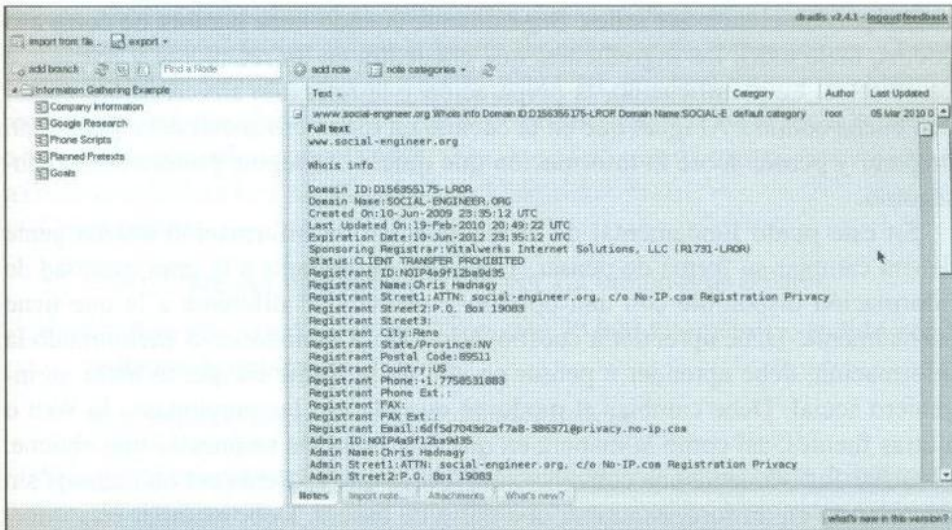 dradis v2.4.1 - logout feedback
import from file... export
add branch Find a Node add note note categories
Information Gathering Example
Company information
Google Research
Phone Scripts
Planned Pretexts
Goals
Text Category Author Last Updated
www.social-engineer.org Whois info Domain ID:D156355175-LROR Domain Name:SOCIAL-E default category root 05 Mar 2010 0
Full text:
www.social-engineer.org
Whois info
Domain ID:D156355175-LROR
Domain Name:SOCIAL-ENGINEER.ORG
Created On:10-Jun-2009 23:35:12 UTC
Last Updated On:19-Feb-2010 20:49:22 UTC
Expiration Date:10-Jun-2012 23:35:12 UTC
Sponsoring Registrar:Vitalwerks Internet Solutions, LLC (R1731-LROR)
Status:CLIENT TRANSFER PROHIBITED
Registrant ID:NOIP4a9f12ba9d35
Registrant Name:Chris Hadnagy
Registrant Street1:ATTN: social-engineer.org, c/o No-IP.com Registration Privacy
Registrant Street2:P.O. Box 19083
Registrant Street3:
Registrant City:Reno
Registrant State/Province:NV
Registrant Postal Code:89511
Registrant Country:US
Registrant Phone:+1.7758531883
Registrant Phone Ext.:
Registrant FAX:
Registrant FAX Ext.:
Registrant Email:6df5d7043d2af7a8-386371@privacy.no-ip.com
Admin ID:NOIP4a9f12ba9d35
Admin Name:Chris Hadnagy
Admin Street1:ATTN: social-engineer.org, c/o No-IP.com Registration Privacy
Admin Street2:P.O. Box 19083
Notes Import note... Attachments What's new?
what's new in this version?